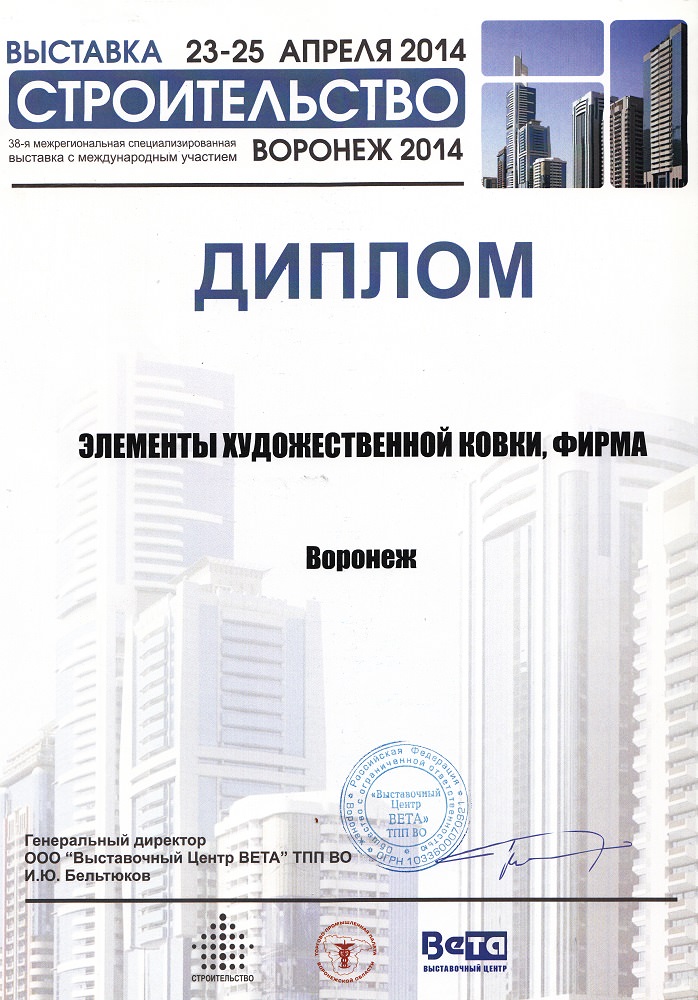 ВЫСТАВКА 23-25 АПРЕЛЯ 2014
СТРОИТЕЛЬСТВО
38-я межрегиональная специализированная
выставка с международным участием
ВОРОНЕЖ 2014
ДИПЛОМ
ЭЛЕМЕНТЫ ХУДОЖЕСТВЕННОЙ КОВКИ, ФИРМА
Воронеж
Российская Федерация * Воронеж *
Общество с ограниченной ответственностью
ОГРН 1033600070921
«Выставочный
Центр
ВЕТА»
ТПП ВО
Генеральный директор
ООО “Выставочный Центр ВЕТА” ТПП ВО
И.Ю. Бельтюков
СТРОИТЕЛЬСТВО
ТОРГОВО-ПРОМЫШЛЕННАЯ ПАЛАТА
ВОРОНЕЖСКОЙ ОБЛАСТИ
ВеТА
ВЫСТАВОЧНЫЙ ЦЕНТР